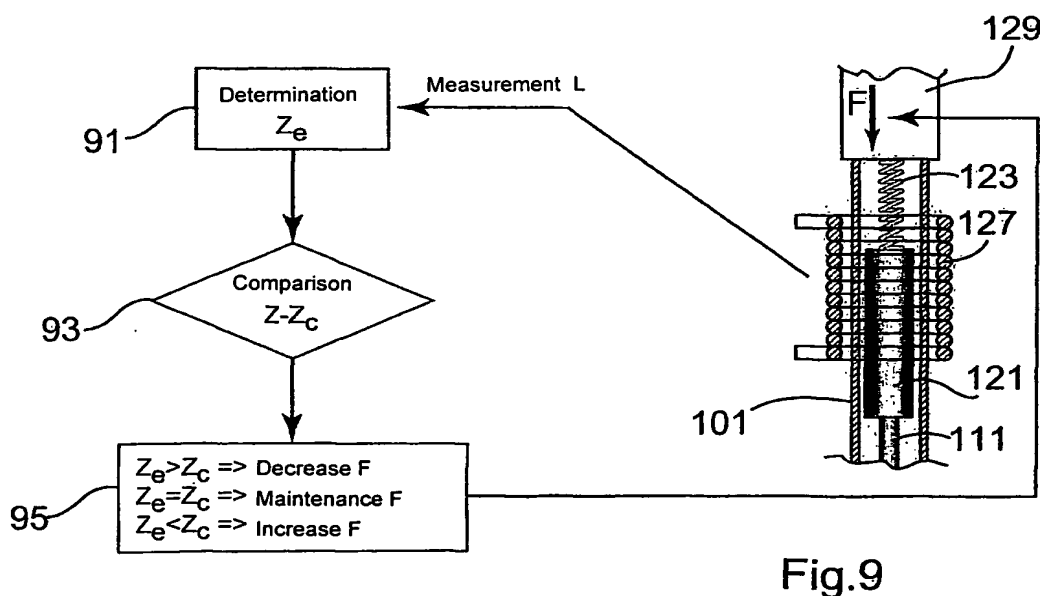 129
Measurement L
Determination
Ze
F
91
123
127
Comparison
Z-Zc
93
121
101
111
Ze>Zc => Decrease F
Ze=Zc => Maintenance F
Ze<Zc => Increase F
95
Fig.9